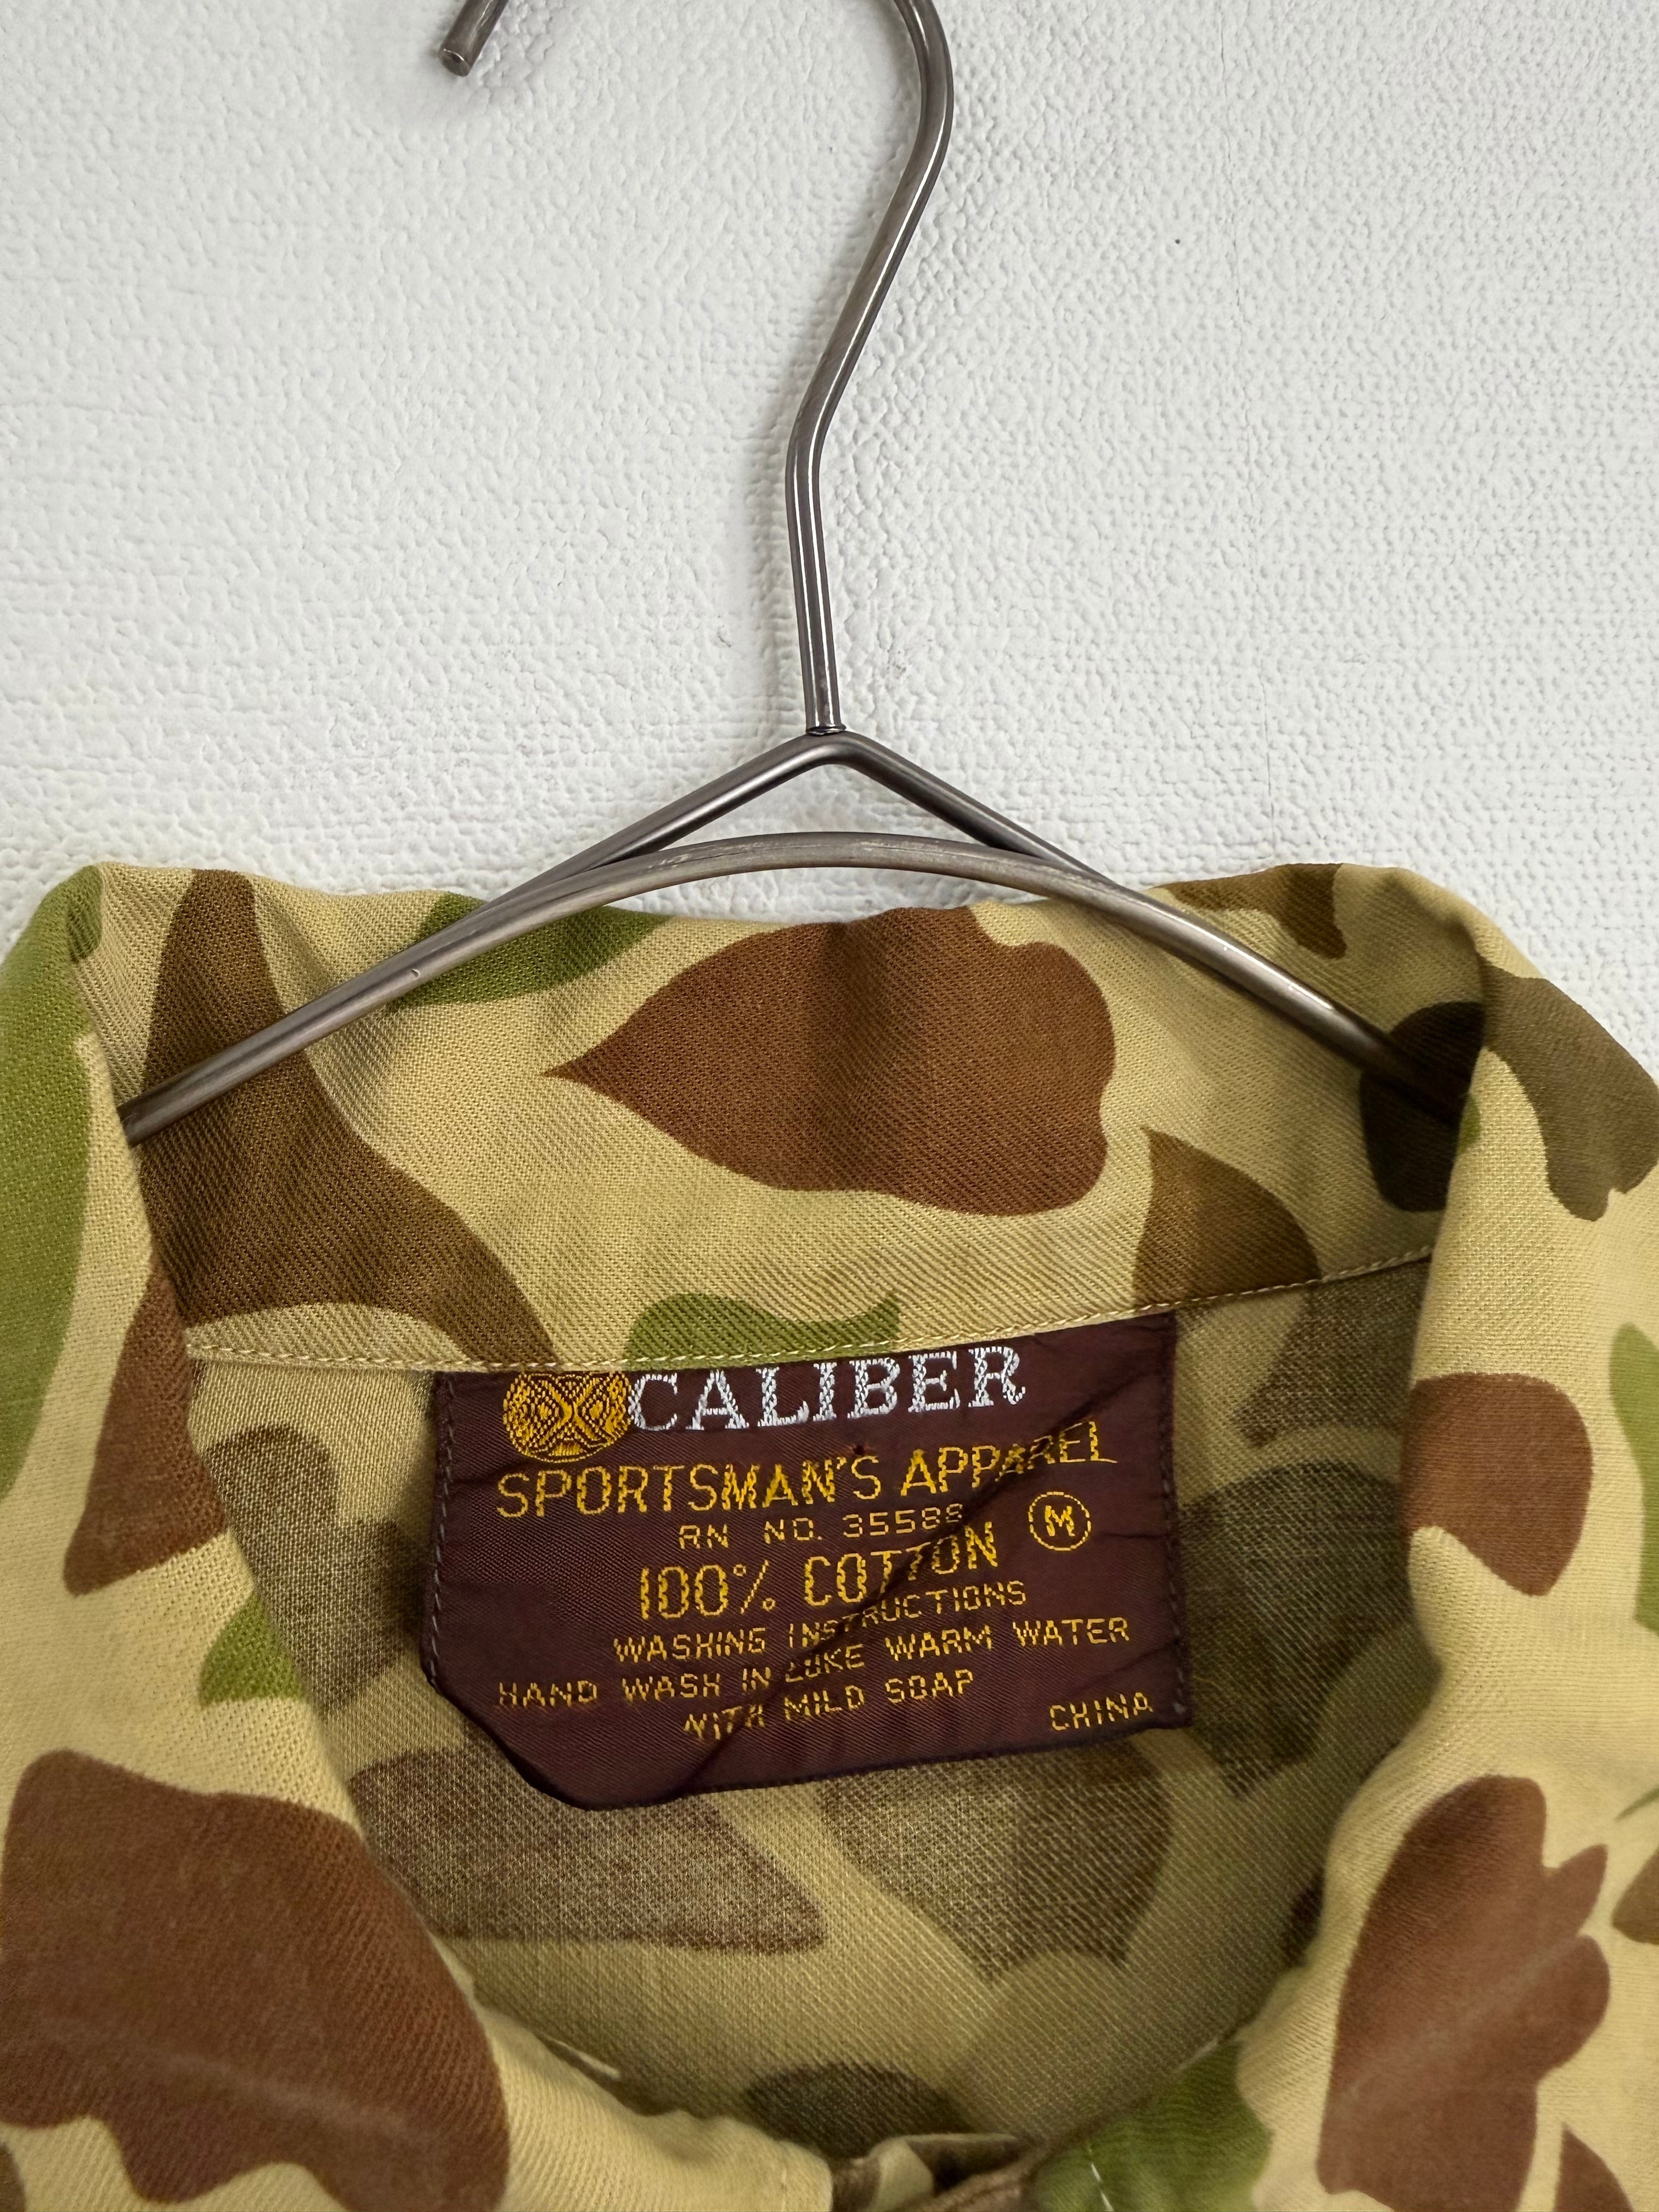 CALIBER
SPORTSMAN'S APPAREL
RN NO. 35588
M
100% COTTON
WASHING INSTRUCTIONS
HAND WASH IN LUKE WARM WATER
WITH MILD SOAP
CHINA